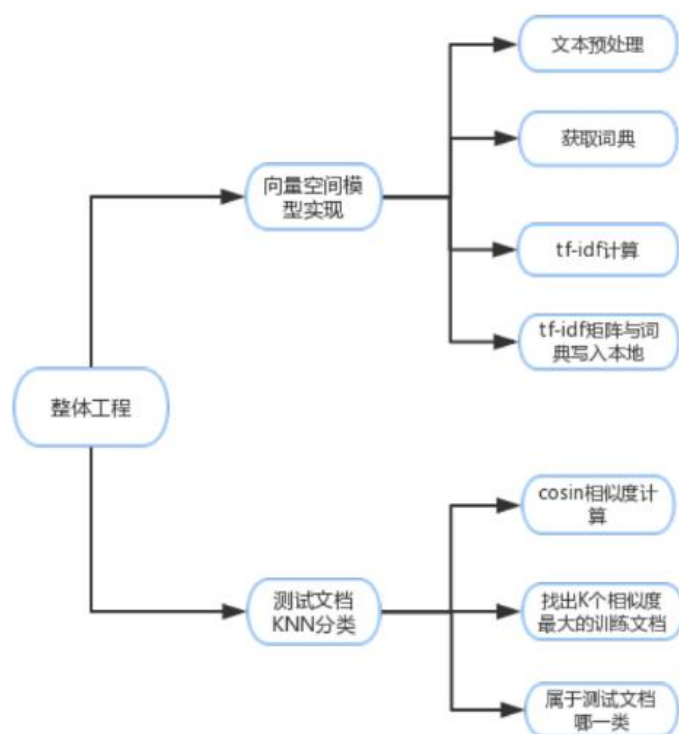 文本预处理
获取词典
向量空间模
型实现
tf-idf计算
tf-idf矩阵与词
典写入本地
整体工程
cosin相似度计
算
测试文档
KNN分类
找出K个相似度
最大的训练文档
属于测试文档
哪一类